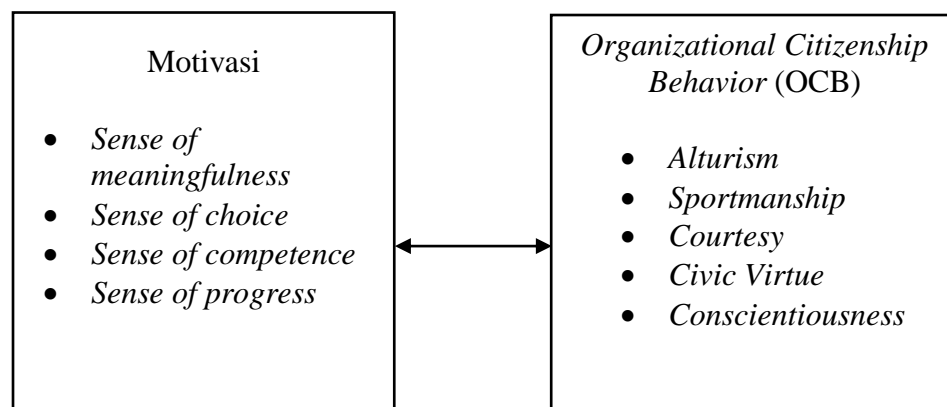 Motivasi
• Sense of
meaningfulness
• Sense of choice
• Sense of competence
• Sense of progress
Organizational Citizenship
Behavior (OCB)
• Alturism
• Sportmanship
• Courtesy
• Civic Virtue
• Conscientiousness